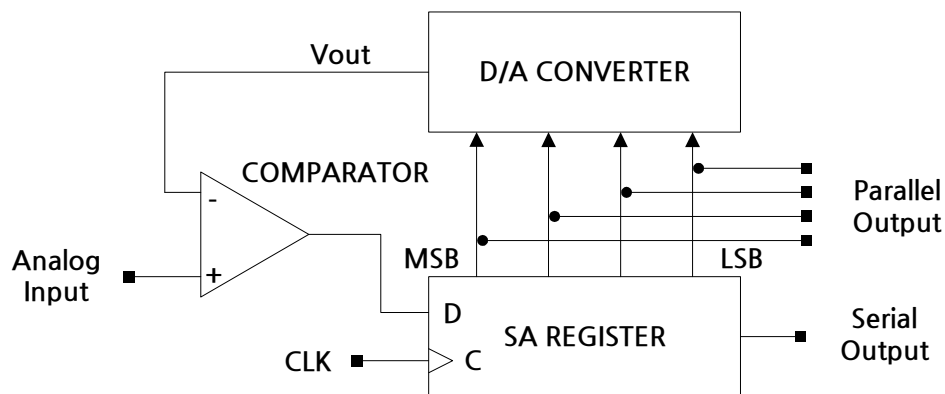 Vout
D/A CONVERTER
COMPARATOR
-
+
Analog
Input
MSB
LSB
Parallel
Output
D
SA REGISTER
CLK
C
Serial
Output